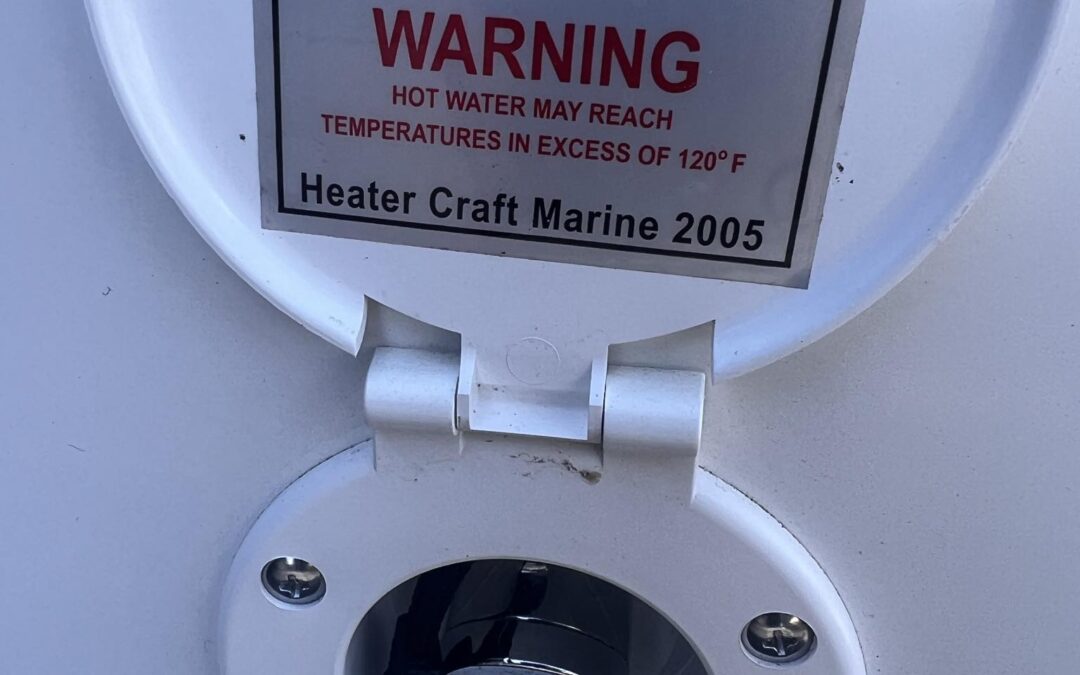 WARNING
HOT WATER MAY REACH
TEMPERATURES IN EXCESS OF 120° F
Heater Craft Marine 2005